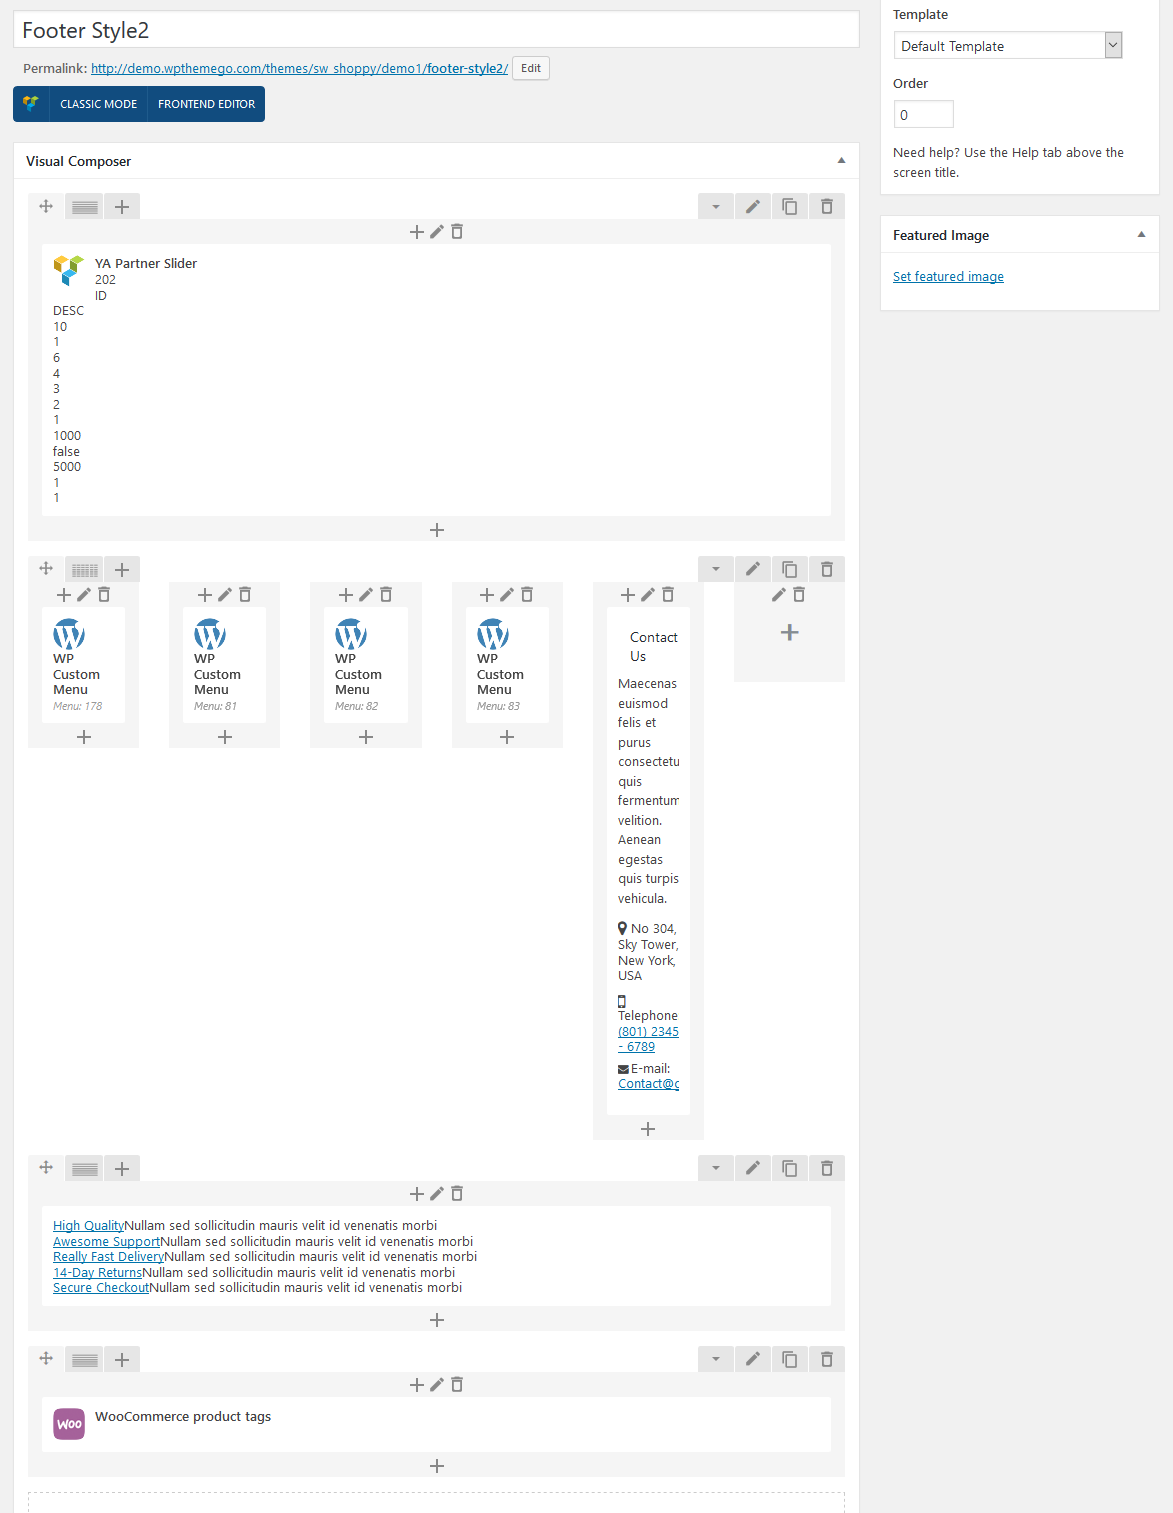 Footer Style2
Permalink: http://demo.wpthemego.com/themes/sw_shoppy/demo1/footer-style2/ Edit
CLASSIC MODE FRONTEND EDITOR
Visual Composer
YA Partner Slider
202
ID
DESC
10
1
6
4
3
2
1
1000
false
5000
1
1
WP
Custom
Menu
Menu: 178
WP
Custom
Menu
Menu: 81
WP
Custom
Menu
Menu: 82
WP
Custom
Menu
Menu: 83
Contact
Us
Maecenas
euismod
felis et
purus
consectetu
quis
fermentum
velition.
Aenean
egestas
quis turpis
vehicula.
No 304,
Sky Tower,
New York,
USA
Telephone
(801) 2345
- 6789
E-mail:
Contact@g
High QualityNullam sed sollicitudin mauris velit id venenatis morbi
Awesome SupportNullam sed sollicitudin mauris velit id venenatis morbi
Really Fast DeliveryNullam sed sollicitudin mauris velit id venenatis morbi
14-Day ReturnsNullam sed sollicitudin mauris velit id venenatis morbi
Secure CheckoutNullam sed sollicitudin mauris velit id venenatis morbi
Woo
WooCommerce product tags
Template
Default Template
Order
0
Need help? Use the Help tab above the
screen title.
Featured Image
Set featured image